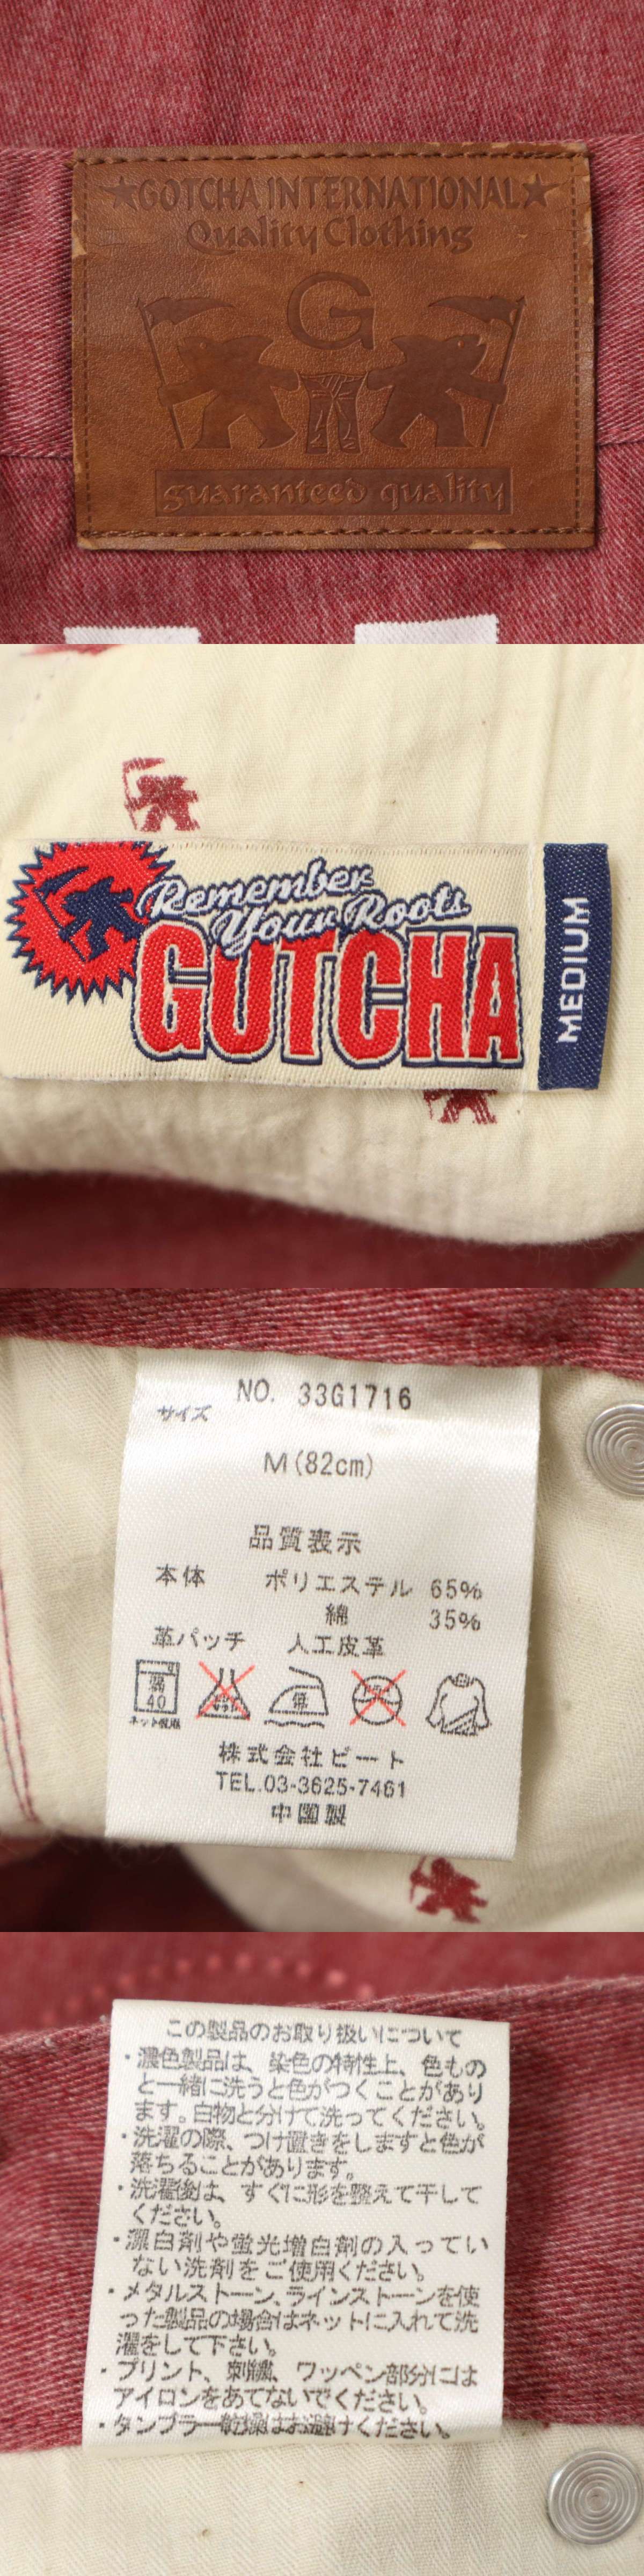 ★GOTCHA INTERNATIONAL★
Quality Clothing
G
guaranteed quality
Remember
Your Roots
GOTCHA
MEDIUM
NO. 33G1716
サイズ
M(82cm)
品質表示
本体 ポリエステル 65%
綿 35%
革パッチ 人工皮革
弱
40
ネット使用
株式会社ビート
TEL.03-3625-7461
中国製
この製品のお取り扱いについて
・濃色製品は、染色の特性上、色もの
と一緒に洗うと色がつくことがあり
ます。白物と分けて洗ってください。
・洗濯の際、つけ置きをしますと色が
落ちることがあります。
・洗濯後は、すぐに形を整えて干して
ください。
・漂白剤や蛍光増白剤の入ってい
ない洗剤をご使用ください。
・メタルストーン、ラインストーンを使
った製品の場合はネットに入れて洗
濯をして下さい。
・プリント、刺繍、ワッペン部分には
アイロンをあてないでください。
・タンブラー乾燥はお避けください。